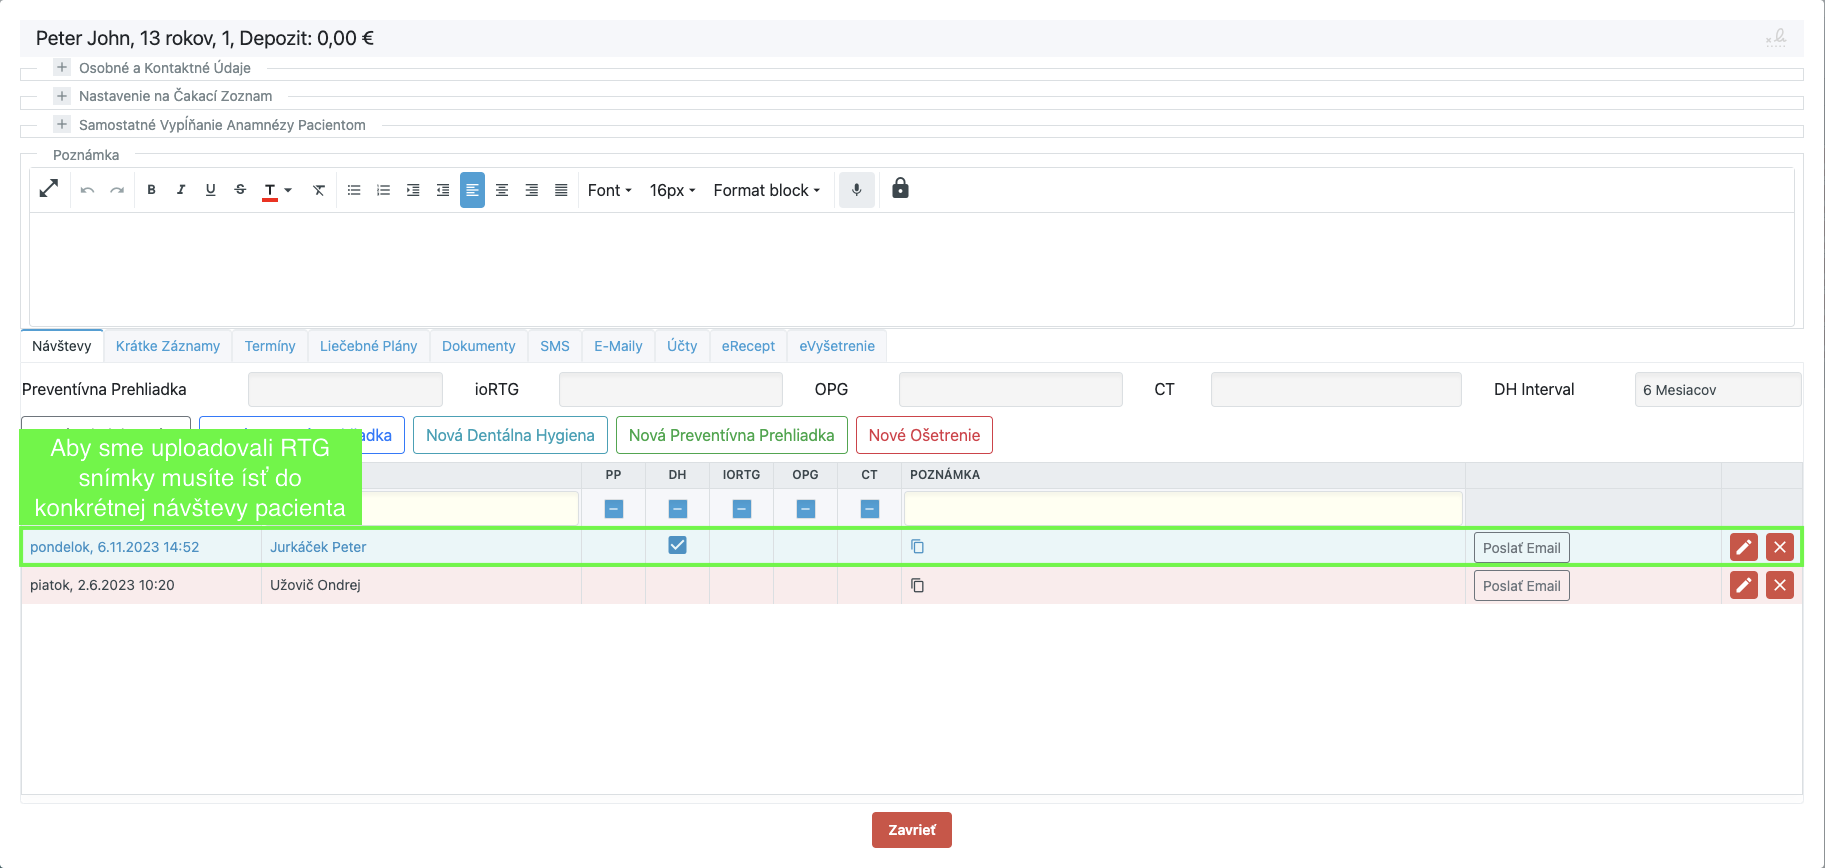 Peter John, 13 rokov, 1, Depozit: 0,00 €
Osobné a Kontaktné Údaje
Nastavenie na Čakací Zoznam
Samostatné Vypĺňanie Anamnézy Pacientom
Poznámka
Font 16px Format block
Návštevy Krátke Záznamy Termíny Liečebné Plány Dokumenty SMS E-Maily Účty eRecept eVyšetrenie
Preventívna Prehliadka ioRTG OPG CT DH Interval 6 Mesiacov
Nová Dentálna Hygiena Nová Preventívna Prehliadka Nové Ošetrenie
Aby sme uploadovali RTG
snímky musíte ísť do
konkrétnej návštevy pacienta
PP DH IORTG OPG CT POZNÁMKA
pondelok, 6.11.2023 14:52 Jurkáček Peter Poslať Email
piatok, 2.6.2023 10:20 Užovič Ondrej Poslať Email
Zavrieť